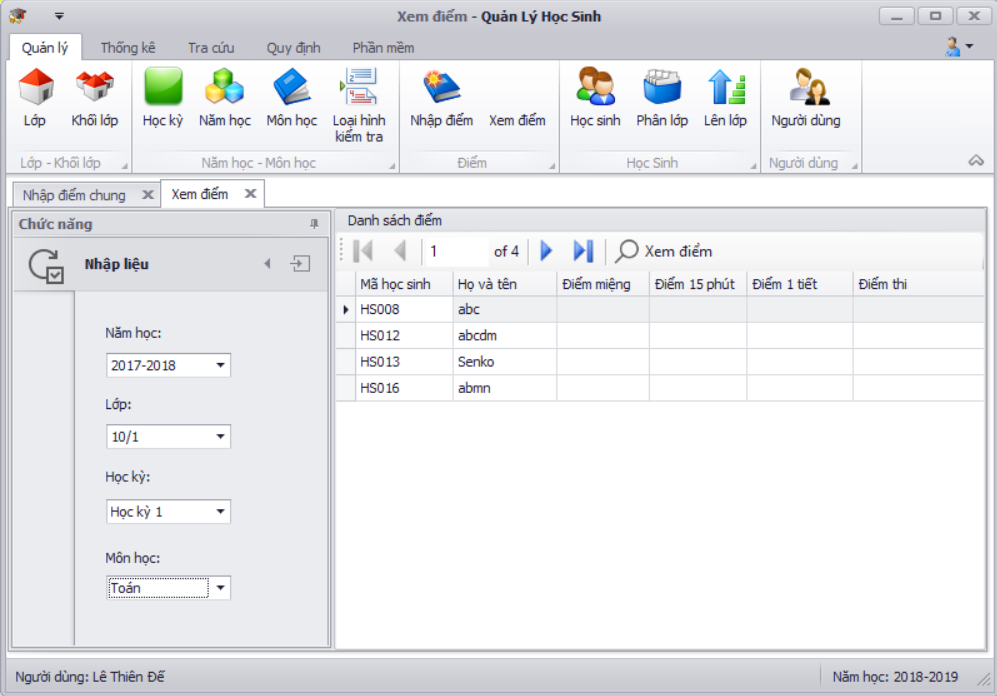 Xem điểm - Quản Lý Học Sinh
Quản lý Thống kê Tra cứu Quy định Phần mềm
Lớp Khối lớp Học kỳ Năm học Môn học Loại hình kiểm tra Nhập điểm Xem điểm Học sinh Phân lớp Lên lớp Người dùng
Lớp - Khối lớp Năm học - Môn học Điểm Học Sinh Người dùng
Nhập điểm chung Xem điểm
Chức năng
Nhập liệu
Năm học:
2017-2018
Lớp:
10/1
Học kỳ:
Học kỳ 1
Môn học:
Toán
Danh sách điểm
1 of 4 Xem điểm
Mã học sinh Họ và tên Điểm miệng Điểm 15 phút Điểm 1 tiết Điểm thi
HS008 abc
HS012 abcdm
HS013 Senko
HS016 abmn
Người dùng: Lê Thiên Đế Năm học: 2018-2019